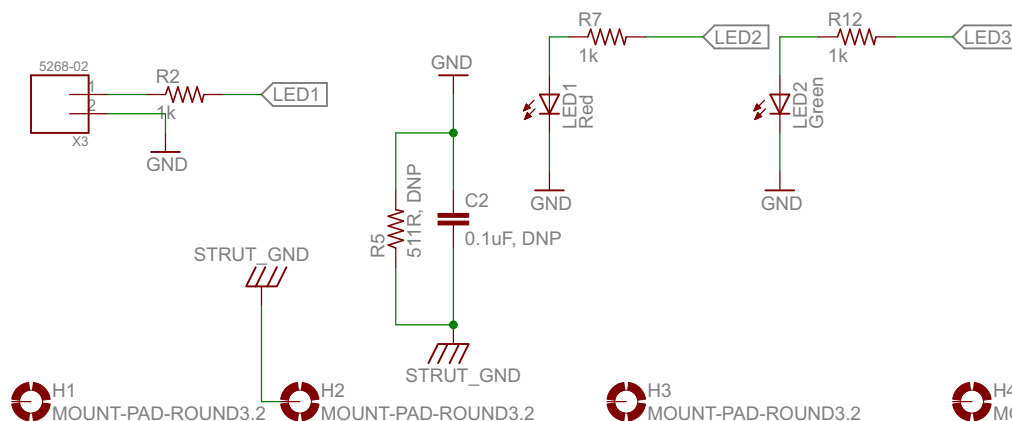 5268-02
1
2
X3
R2
1k
LED1
GND
GND
R5
511R, DNP
C2
0.1uF, DNP
STRUT_GND
R7
1k
LED2
LED1
Red
GND
R12
1k
LED3
LED2
Green
GND
STRUT_GND
H1
MOUNT-PAD-ROUND3.2
H2
MOUNT-PAD-ROUND3.2
H3
MOUNT-PAD-ROUND3.2
H4